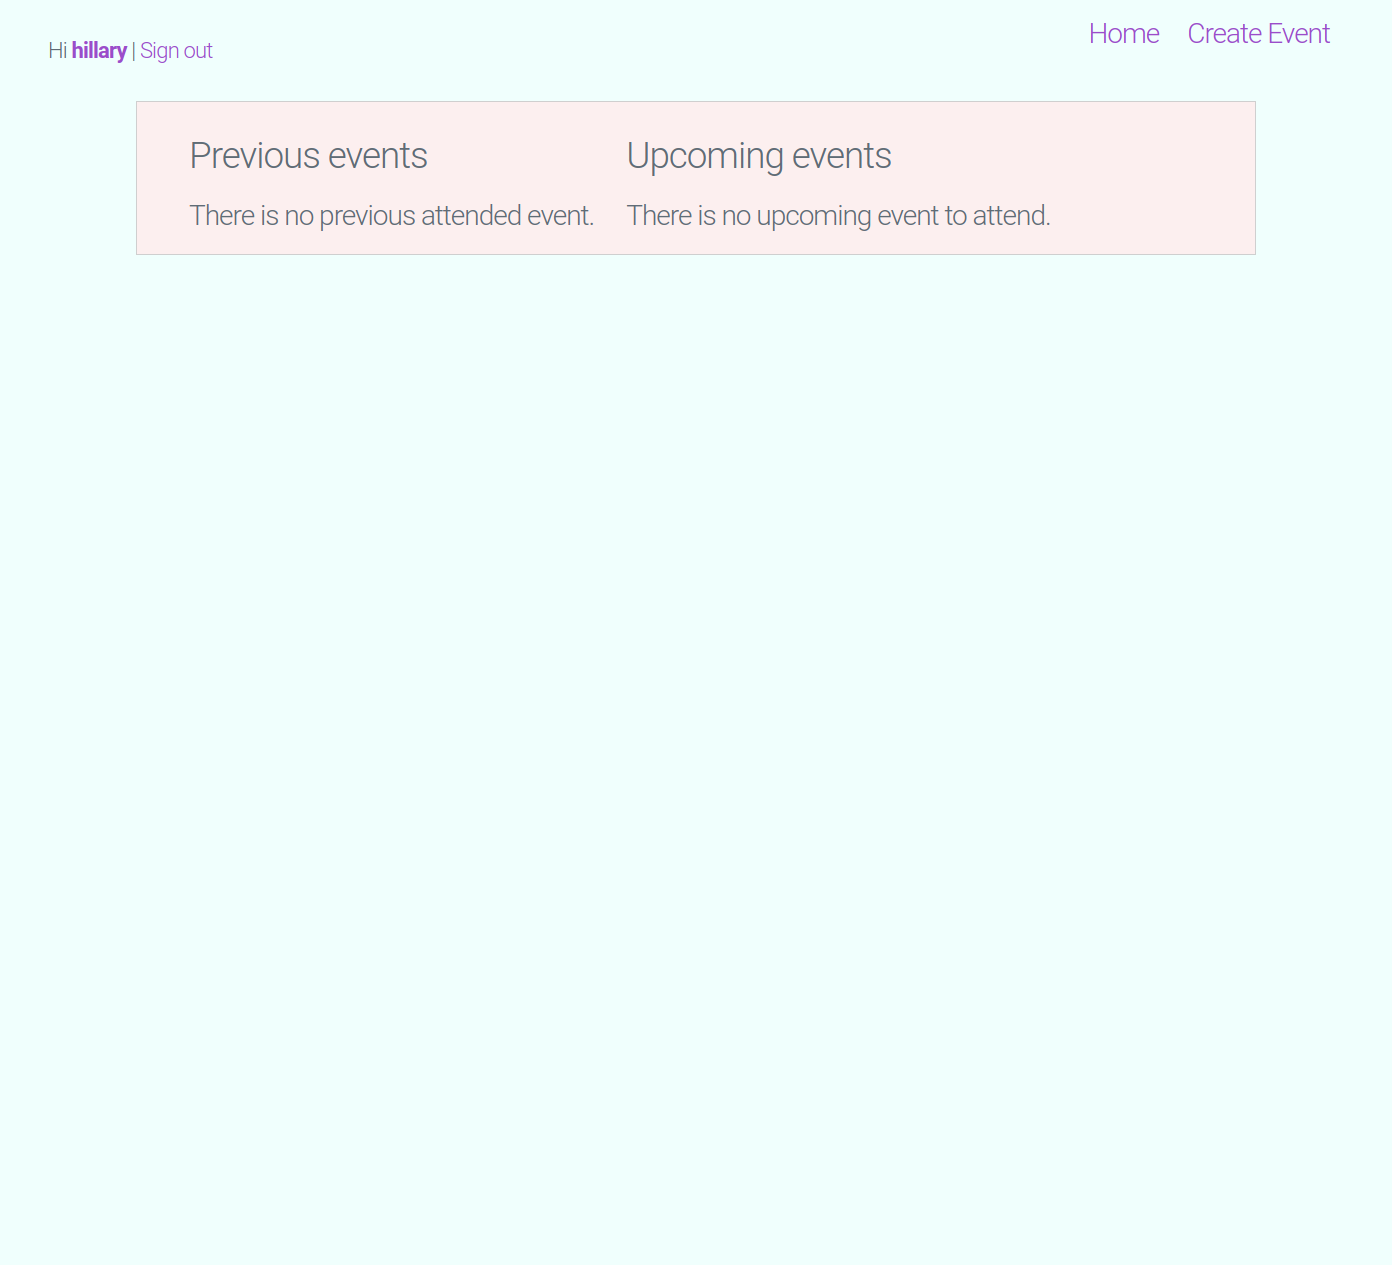 Hi hillary | Sign out
Home Create Event
Previous events
There is no previous attended event.
Upcoming events
There is no upcoming event to attend.